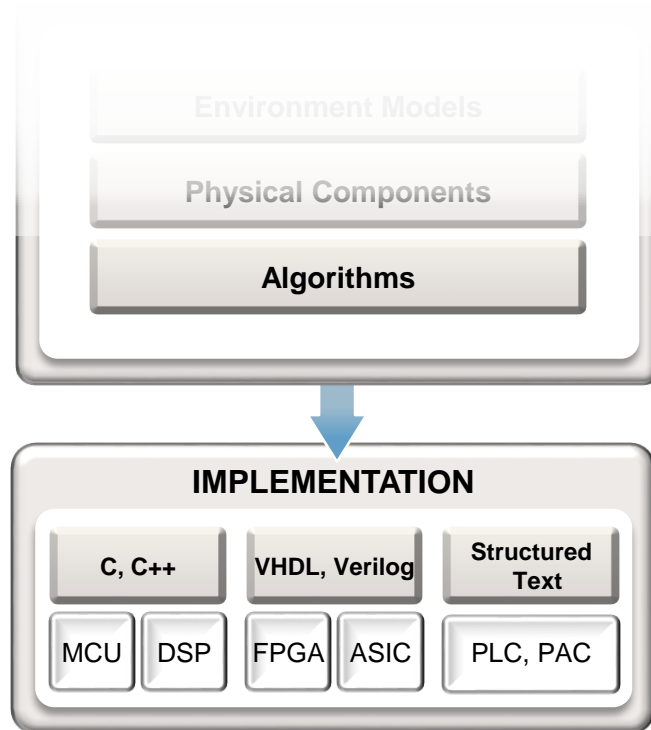 Environment Models
Physical Components
Algorithms
IMPLEMENTATION
C, C++
VHDL, Verilog
Structured
Text
MCU
DSP
FPGA
ASIC
PLC, PAC